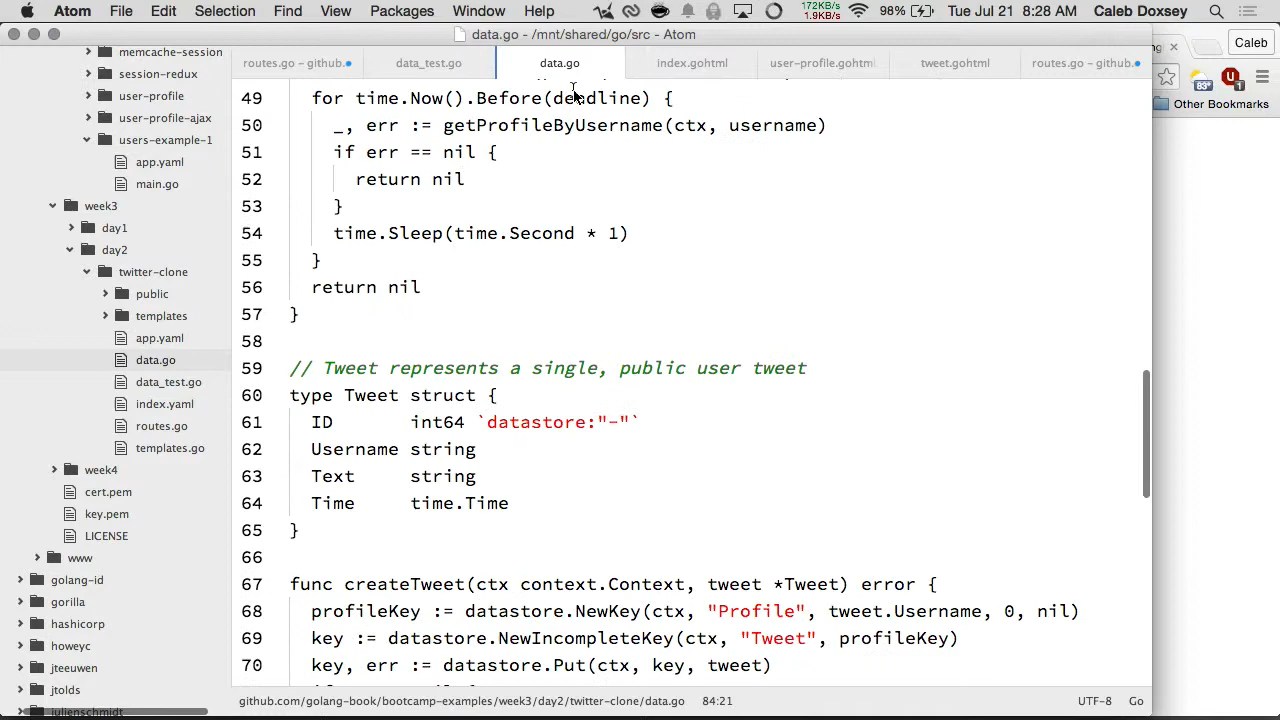 Atom File Edit Selection Find View Packages Window Help 172KB/s 1.9KB/s 98% Tue Jul 21 8:28 AM Caleb Doxsey
data.go - /mnt/shared/go/src - Atom
Caleb
routes.go - github. data_test.go data.go index.gohtml user-profile.gohtml tweet.gohtml routes.go - github.
83° 1
Other Bookmarks
memcache-session
session-redux
user-profile
user-profile-ajax
users-example-1
app.yaml
main.go
week3
day1
day2
twitter-clone
public
templates
app.yaml
data.go
data_test.go
index.yaml
routes.go
templates.go
week4
cert.pem
key.pem
LICENSE
www
golang-id
gorilla
hashicorp
howeyc
jteeuwen
jtolds
julienschmidt
49 for time.Now().Before(deadline) {
50 _, err := getProfileByUsername(ctx, username)
51 if err == nil {
52 return nil
53 }
54 time.Sleep(time.Second * 1)
55 }
56 return nil
57 }
58
59 // Tweet represents a single, public user tweet
60 type Tweet struct {
61 ID int64 `datastore:"-"`
62 Username string
63 Text string
64 Time time.Time
65 }
66
67 func createTweet(ctx context.Context, tweet *Tweet) error {
68 profileKey := datastore.NewKey(ctx, "Profile", tweet.Username, 0, nil)
69 key := datastore.NewIncompleteKey(ctx, "Tweet", profileKey)
70 key, err := datastore.Put(ctx, key, tweet)
github.com/golang-book/bootcamp-examples/week3/day2/twitter-clone/data.go 84:21 UTF-8 Go